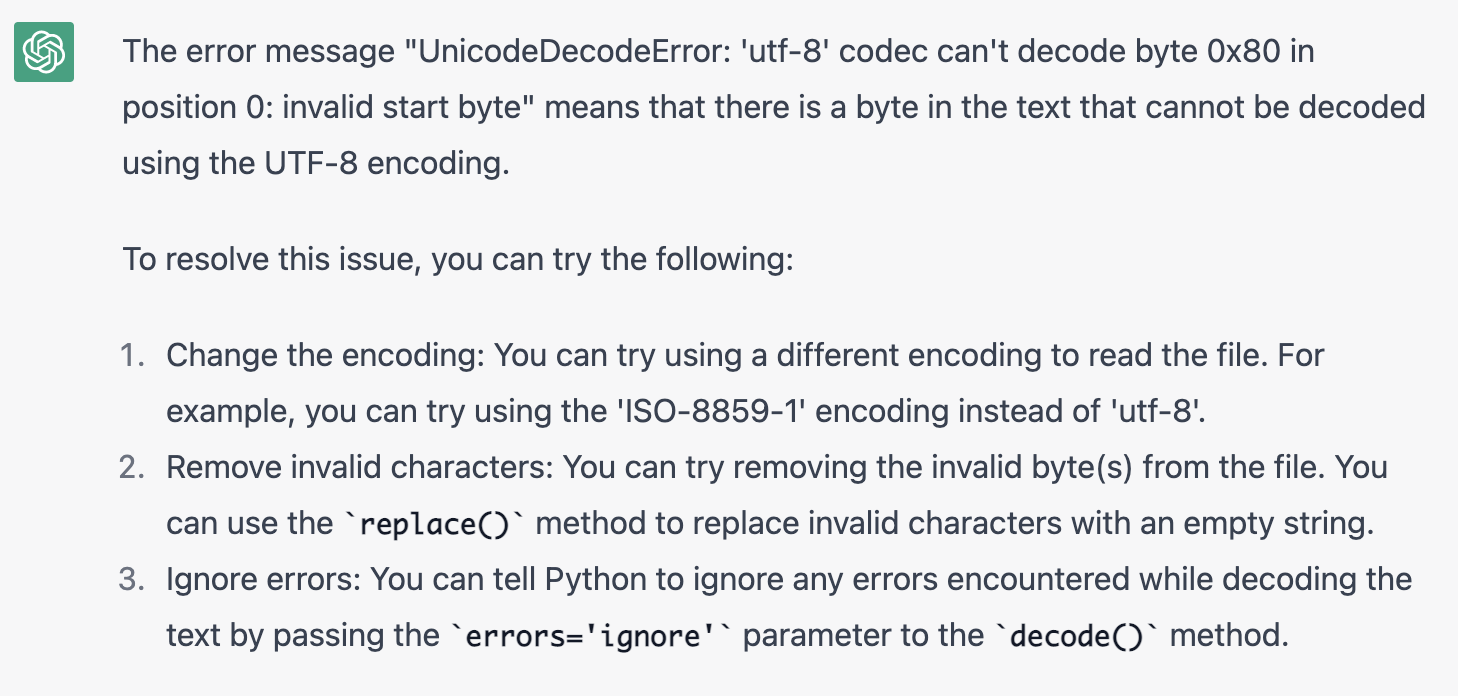 The error message "UnicodeDecodeError: 'utf-8' codec can't decode byte 0x80 in
position 0: invalid start byte" means that there is a byte in the text that cannot be decoded
using the UTF-8 encoding.
To resolve this issue, you can try the following:
1. Change the encoding: You can try using a different encoding to read the file. For
example, you can try using the 'ISO-8859-1' encoding instead of 'utf-8'.
2. Remove invalid characters: You can try removing the invalid byte(s) from the file. You
can use the `replace()` method to replace invalid characters with an empty string.
3. Ignore errors: You can tell Python to ignore any errors encountered while decoding the
text by passing the `errors='ignore'` parameter to the `decode()` method.